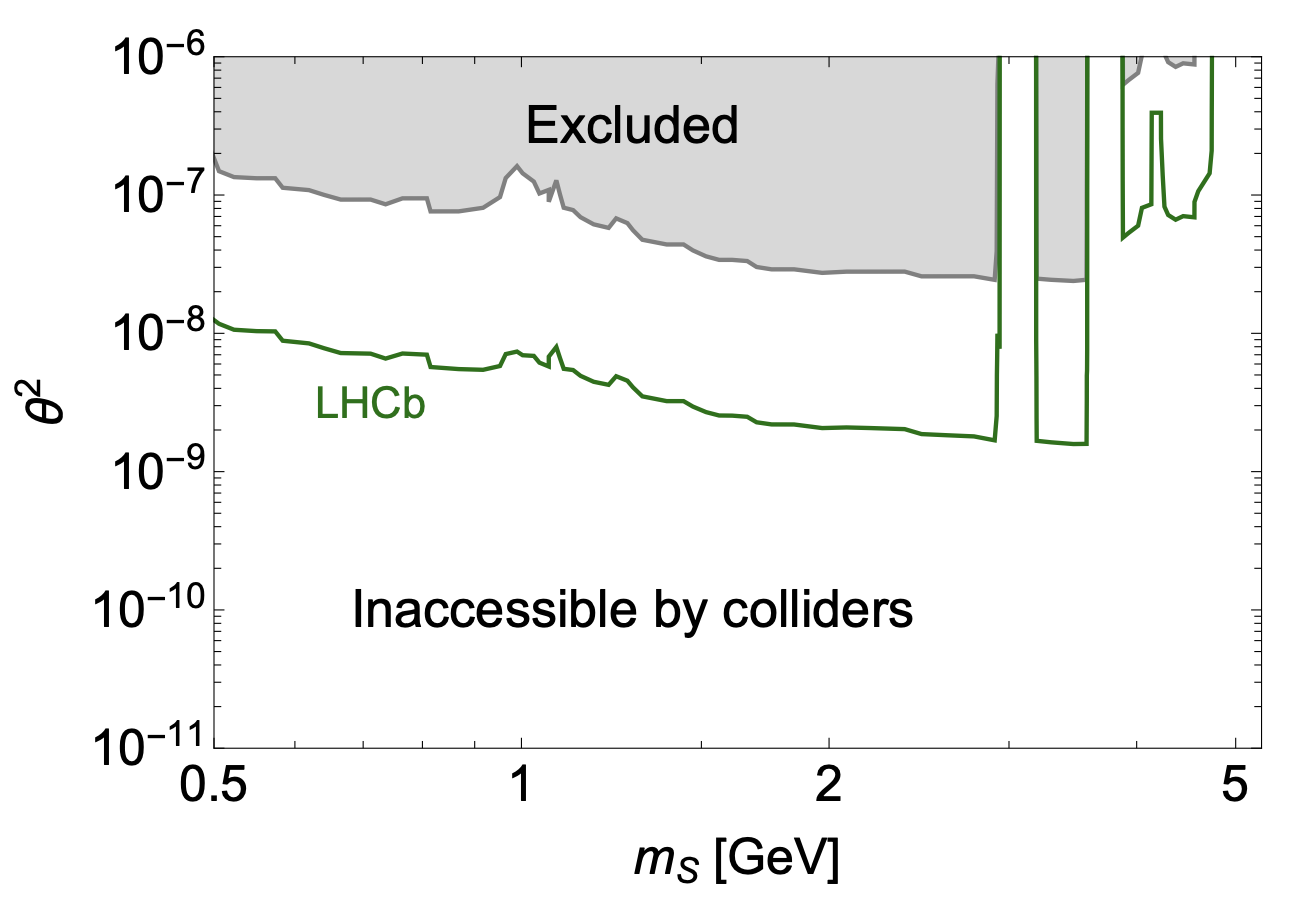 10⁻⁶
Excluded
10⁻⁷
10⁻⁸
LHCb
θ²
10⁻⁹
10⁻¹⁰
Inaccessible by colliders
10⁻¹¹
0.5 1 2 5
mS [GeV]